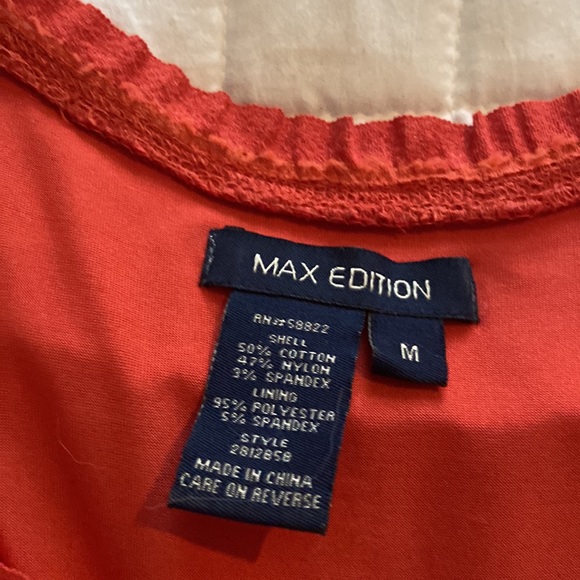 MAX EDITION
M
RN#58822
SHELL
50% COTTON
47% NYLON
3% SPANDEX
LINING
95% POLYESTER
5% SPANDEX
STYLE
2812858
MADE IN CHINA
CARE ON REVERSE